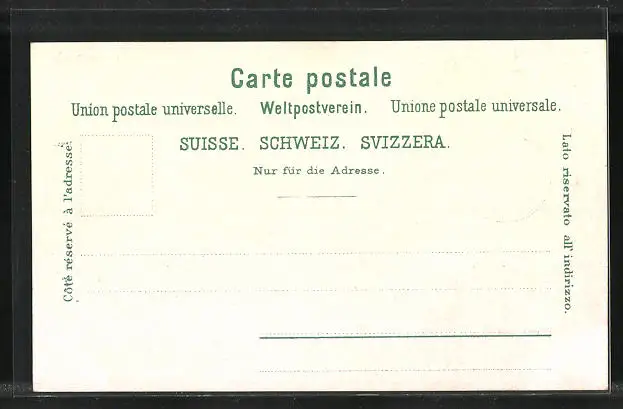 Carte postale
Union postale universelle. Weltpostverein. Unione postale universale.
SUISSE. SCHWEIZ. SVIZZERA.
Nur für die Adresse.
Côté réservé à l'adresse.
Lato riservato all' indirizzo.